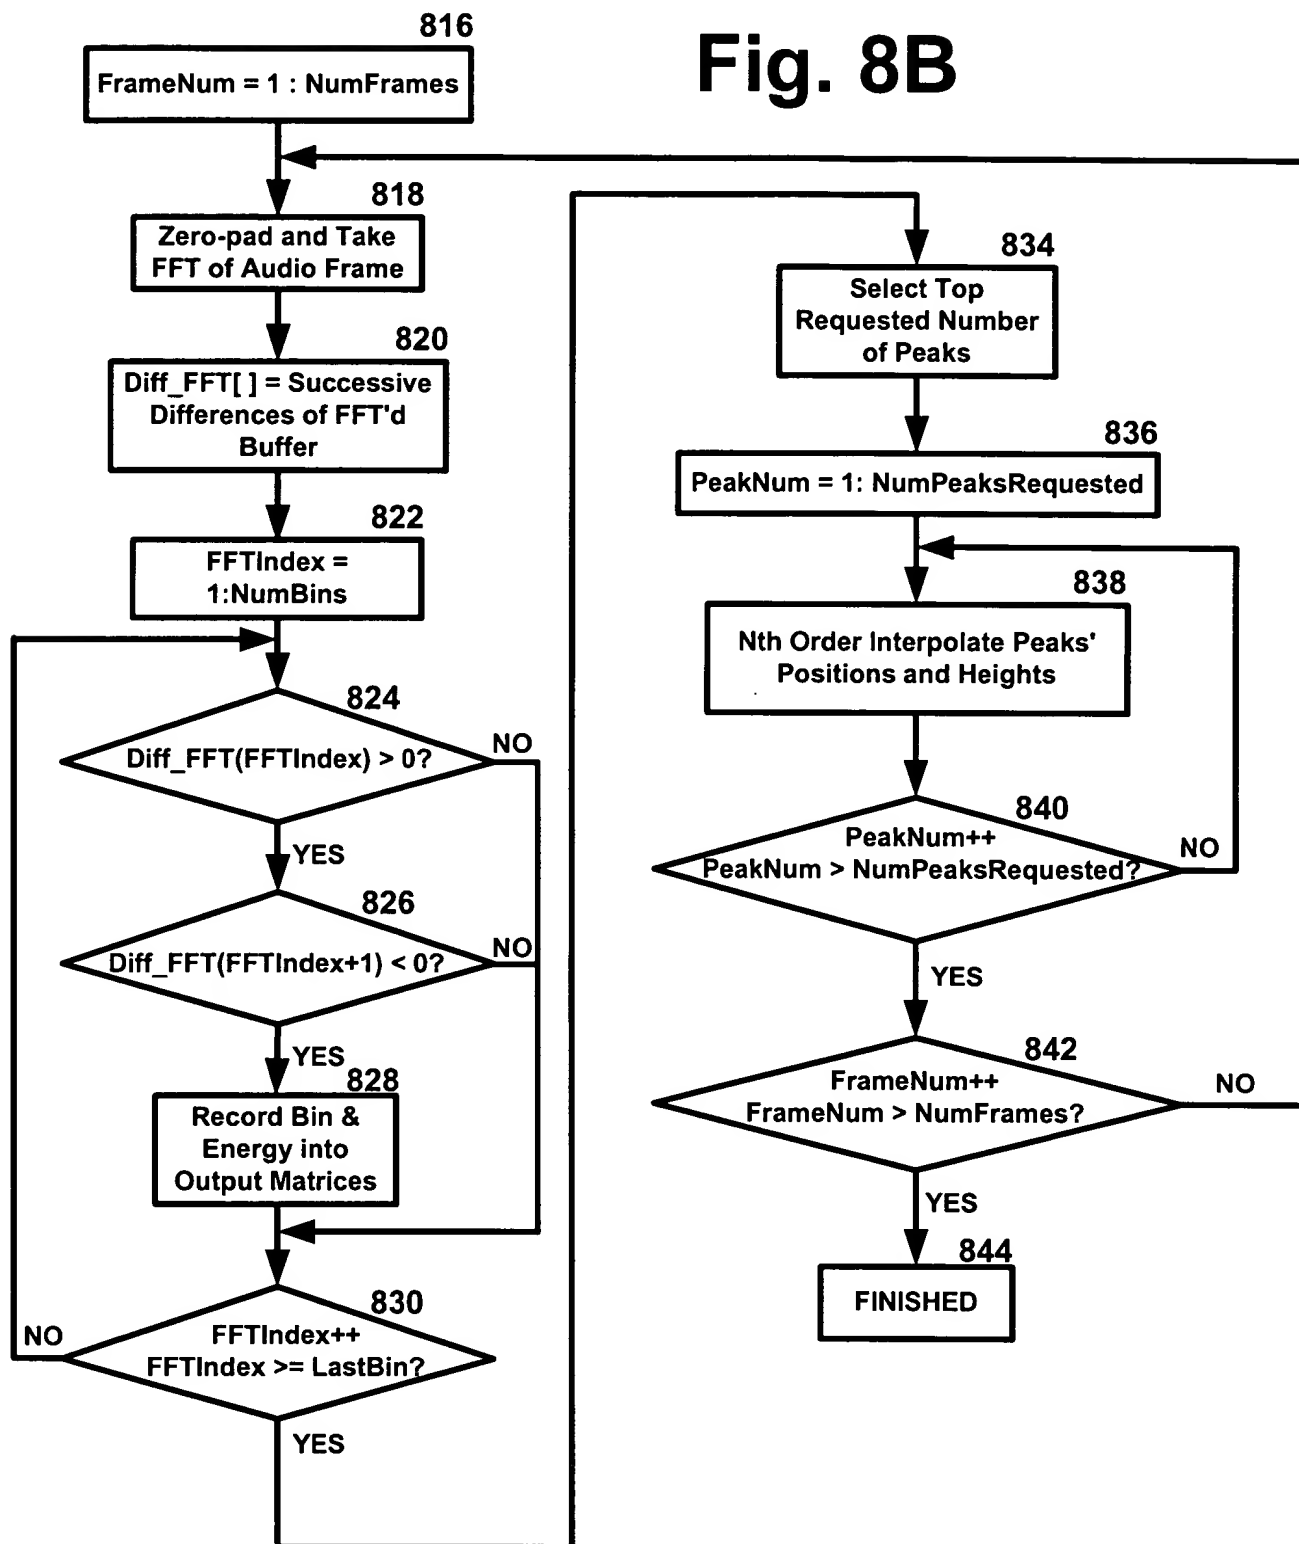 Fig. 8B
816
FrameNum = 1 : NumFrames
818
Zero-pad and Take
FFT of Audio Frame
820
Diff_FFT[ ] = Successive
Differences of FFT'd
Buffer
822
FFTIndex =
1:NumBins
824
Diff_FFT(FFTIndex) > 0?
NO
YES
826
Diff_FFT(FFTIndex+1) < 0?
NO
YES
828
Record Bin &
Energy into
Output Matrices
830
FFTIndex++
FFTIndex >= LastBin?
NO
YES
834
Select Top
Requested Number
of Peaks
836
PeakNum = 1: NumPeaksRequested
838
Nth Order Interpolate Peaks'
Positions and Heights
840
PeakNum++
PeakNum > NumPeaksRequested?
NO
YES
842
FrameNum++
FrameNum > NumFrames?
NO
YES
844
FINISHED